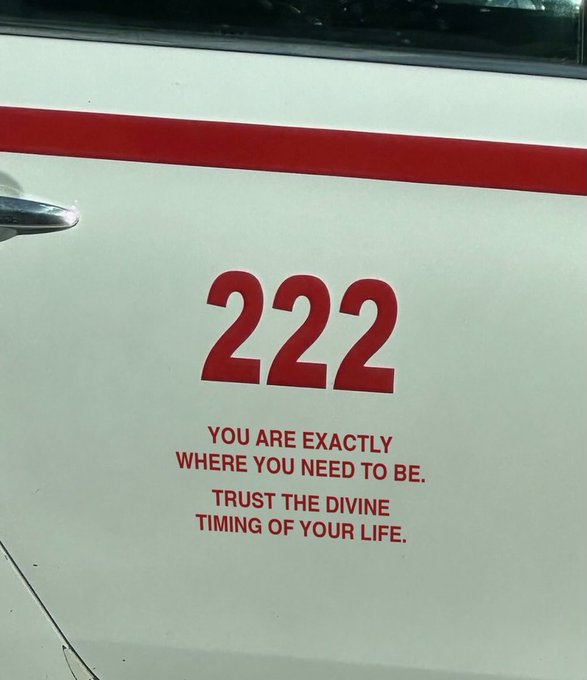 222
YOU ARE EXACTLY
WHERE YOU NEED TO BE.
TRUST THE DIVINE
TIMING OF YOUR LIFE.